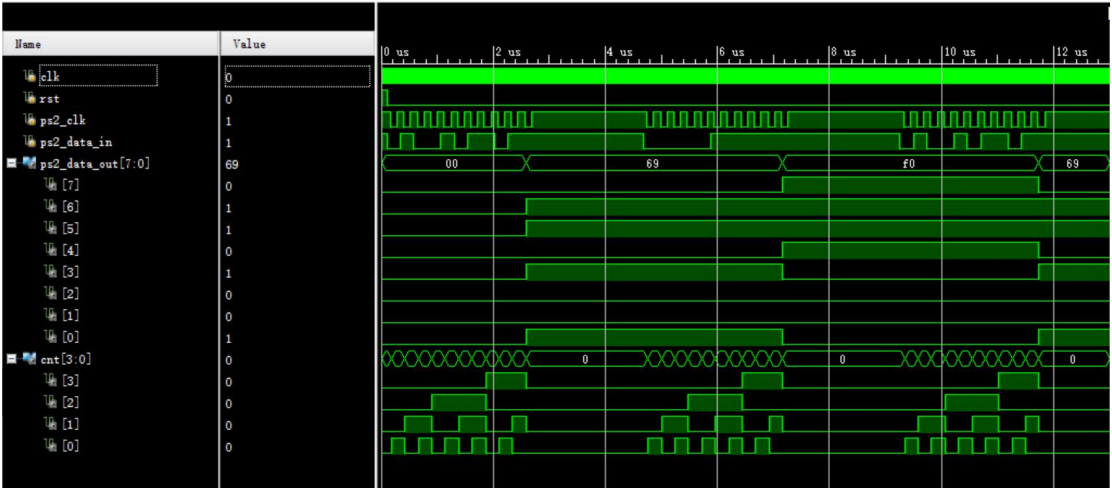 Name Value
0 us 2 us 4 us 6 us 8 us 10 us 12 us
clk 0
rst 0
ps2_clk 1
ps2_data_in 1
ps2_data_out[7:0] 69 00 69 f0 69
[7] 0
[6] 1
[5] 1
[4] 0
[3] 1
[2] 0
[1] 0
[0] 1
cnt[3:0] 0 0 0 0
[3] 0
[2] 0
[1] 0
[0] 0